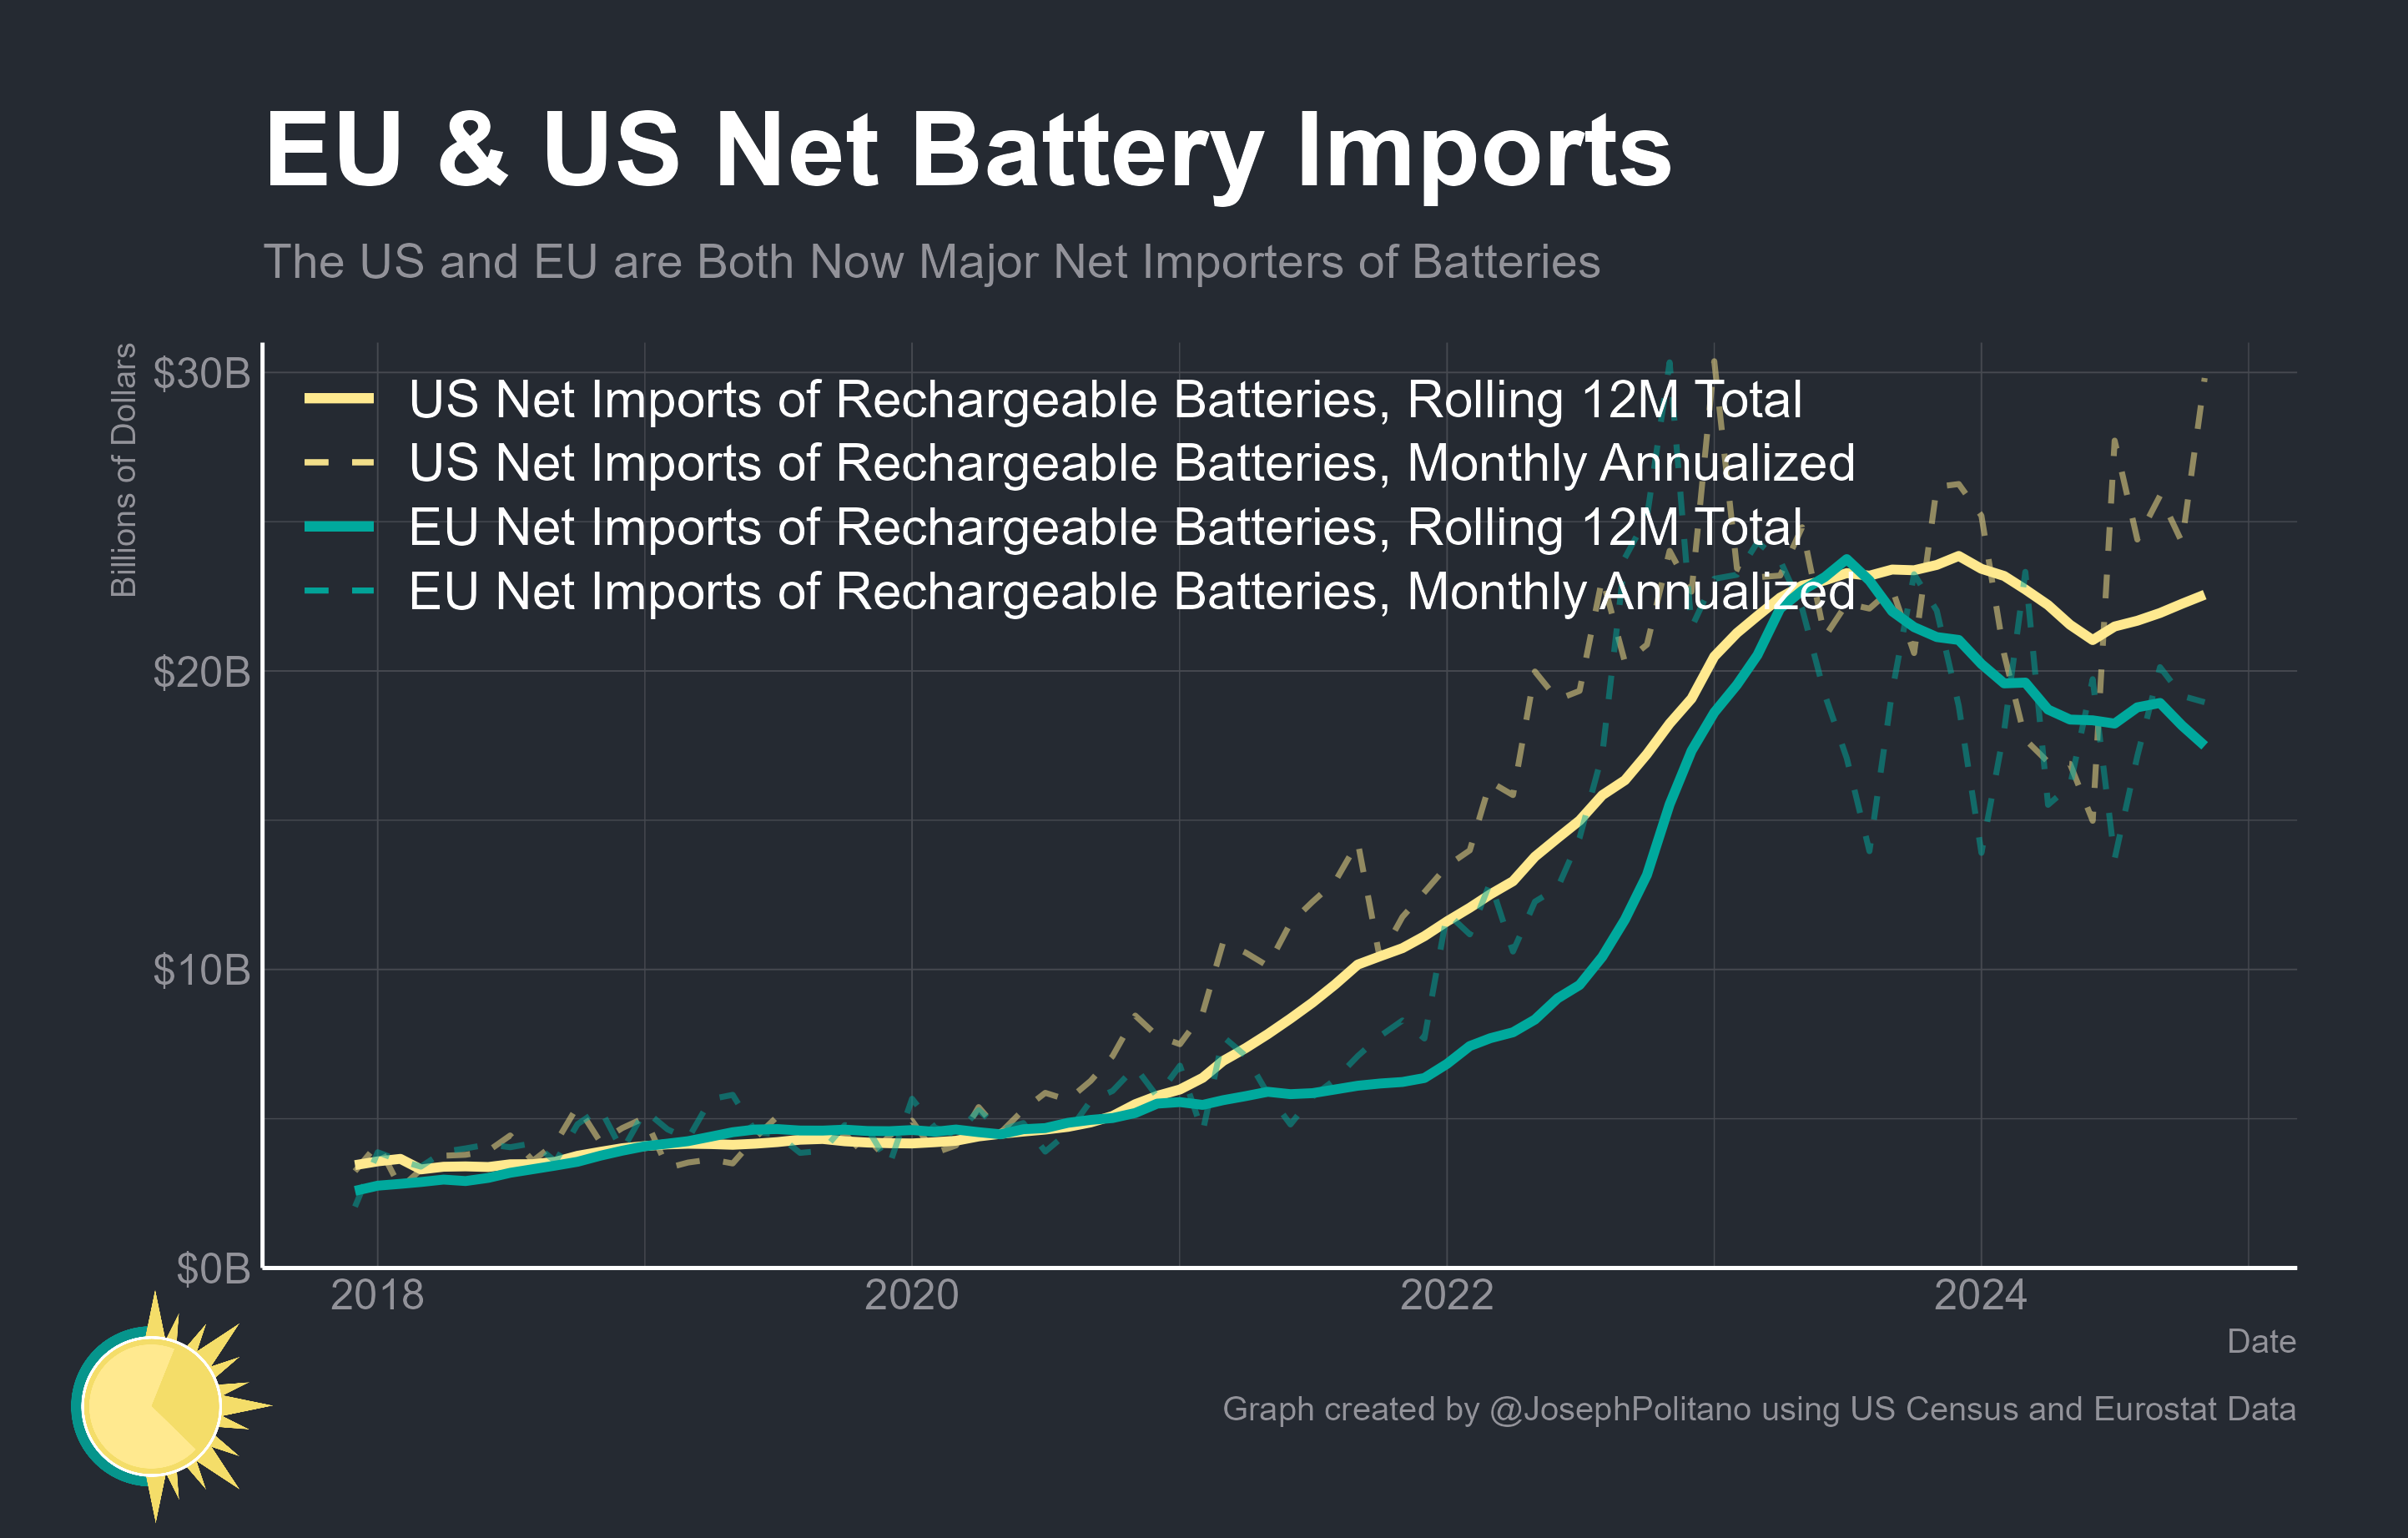 EU & US Net Battery Imports
The US and EU are Both Now Major Net Importers of Batteries
Billions of Dollars
$30B
$20B
$10B
$0B
US Net Imports of Rechargeable Batteries, Rolling 12M Total
US Net Imports of Rechargeable Batteries, Monthly Annualized
EU Net Imports of Rechargeable Batteries, Rolling 12M Total
EU Net Imports of Rechargeable Batteries, Monthly Annualized
2018 2020 2022 2024
Date
Graph created by @JosephPolitano using US Census and Eurostat Data